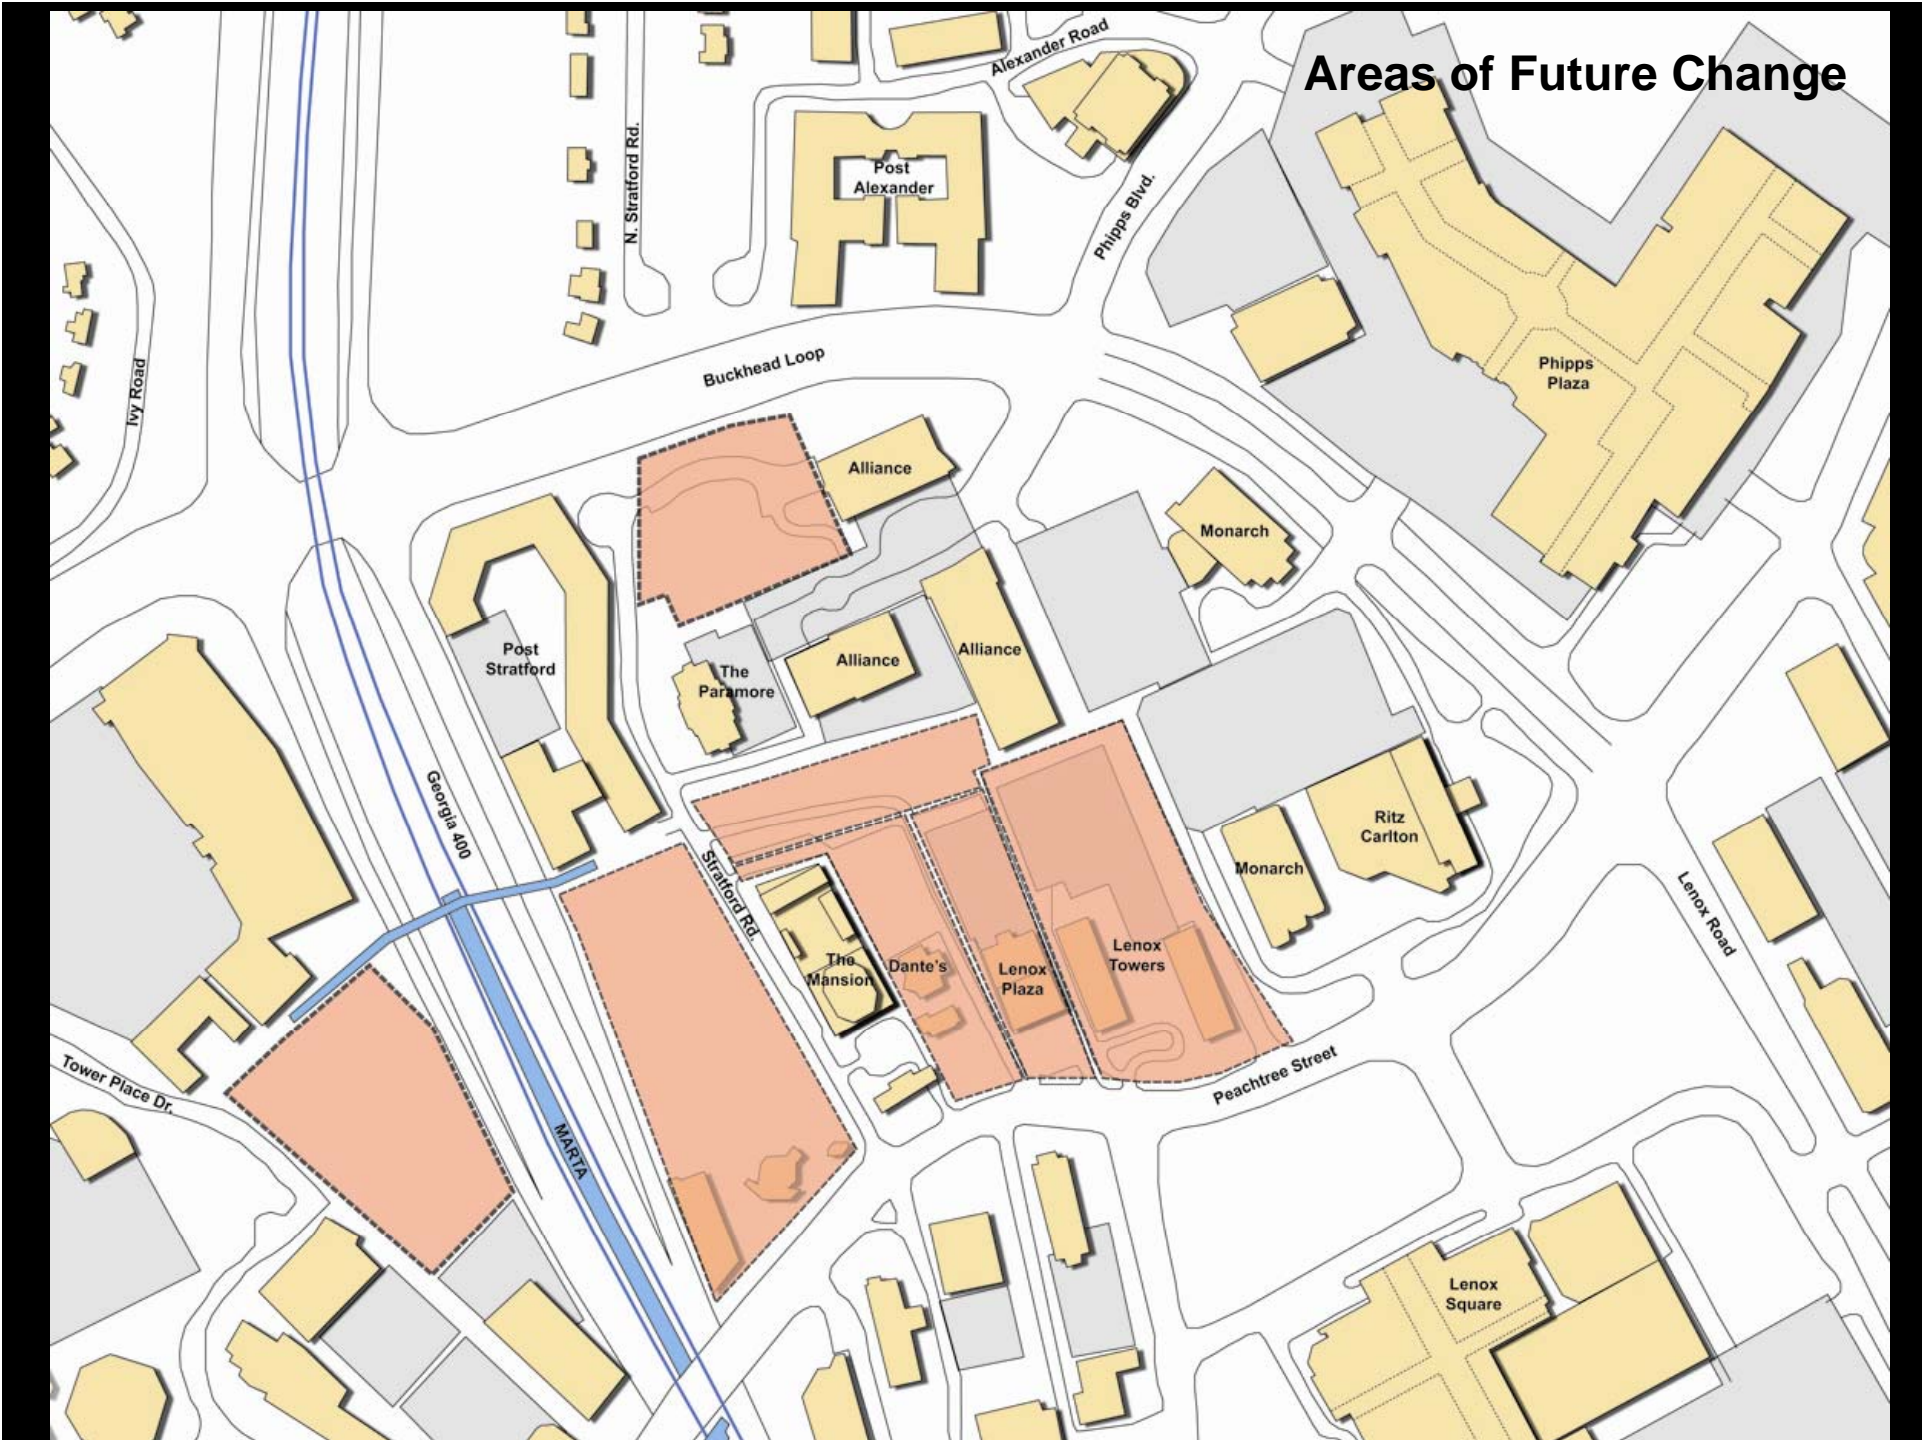 Areas of Future Change
Alexander Road
N. Stratford Rd.
Post
Alexander
Phipps Blvd.
Buckhead Loop
Ivy Road
Phipps
Plaza
Alliance
Monarch
Post
Stratford
The
Paramore
Alliance
Alliance
Georgia 400
Ritz
Carlton
Monarch
Stratford Rd.
Lenox Road
The
Mansion
Dante's
Lenox
Plaza
Lenox
Towers
Tower Place Dr.
Peachtree Street
MARTA
Lenox
Square